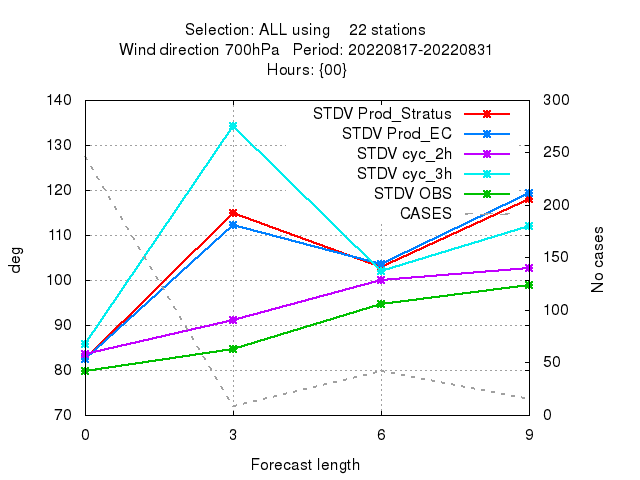 Selection: ALL using    22 stations
Wind direction 700hPa   Period: 20220817-20220831
Hours: {00}
140
130
120
110
100
90
80
70
deg
300
250
200
150
100
50
0
No cases
STDV Prod_Stratus
STDV Prod_EC
STDV cyc_2h
STDV cyc_3h
STDV OBS
CASES
0 3 6 9
Forecast length